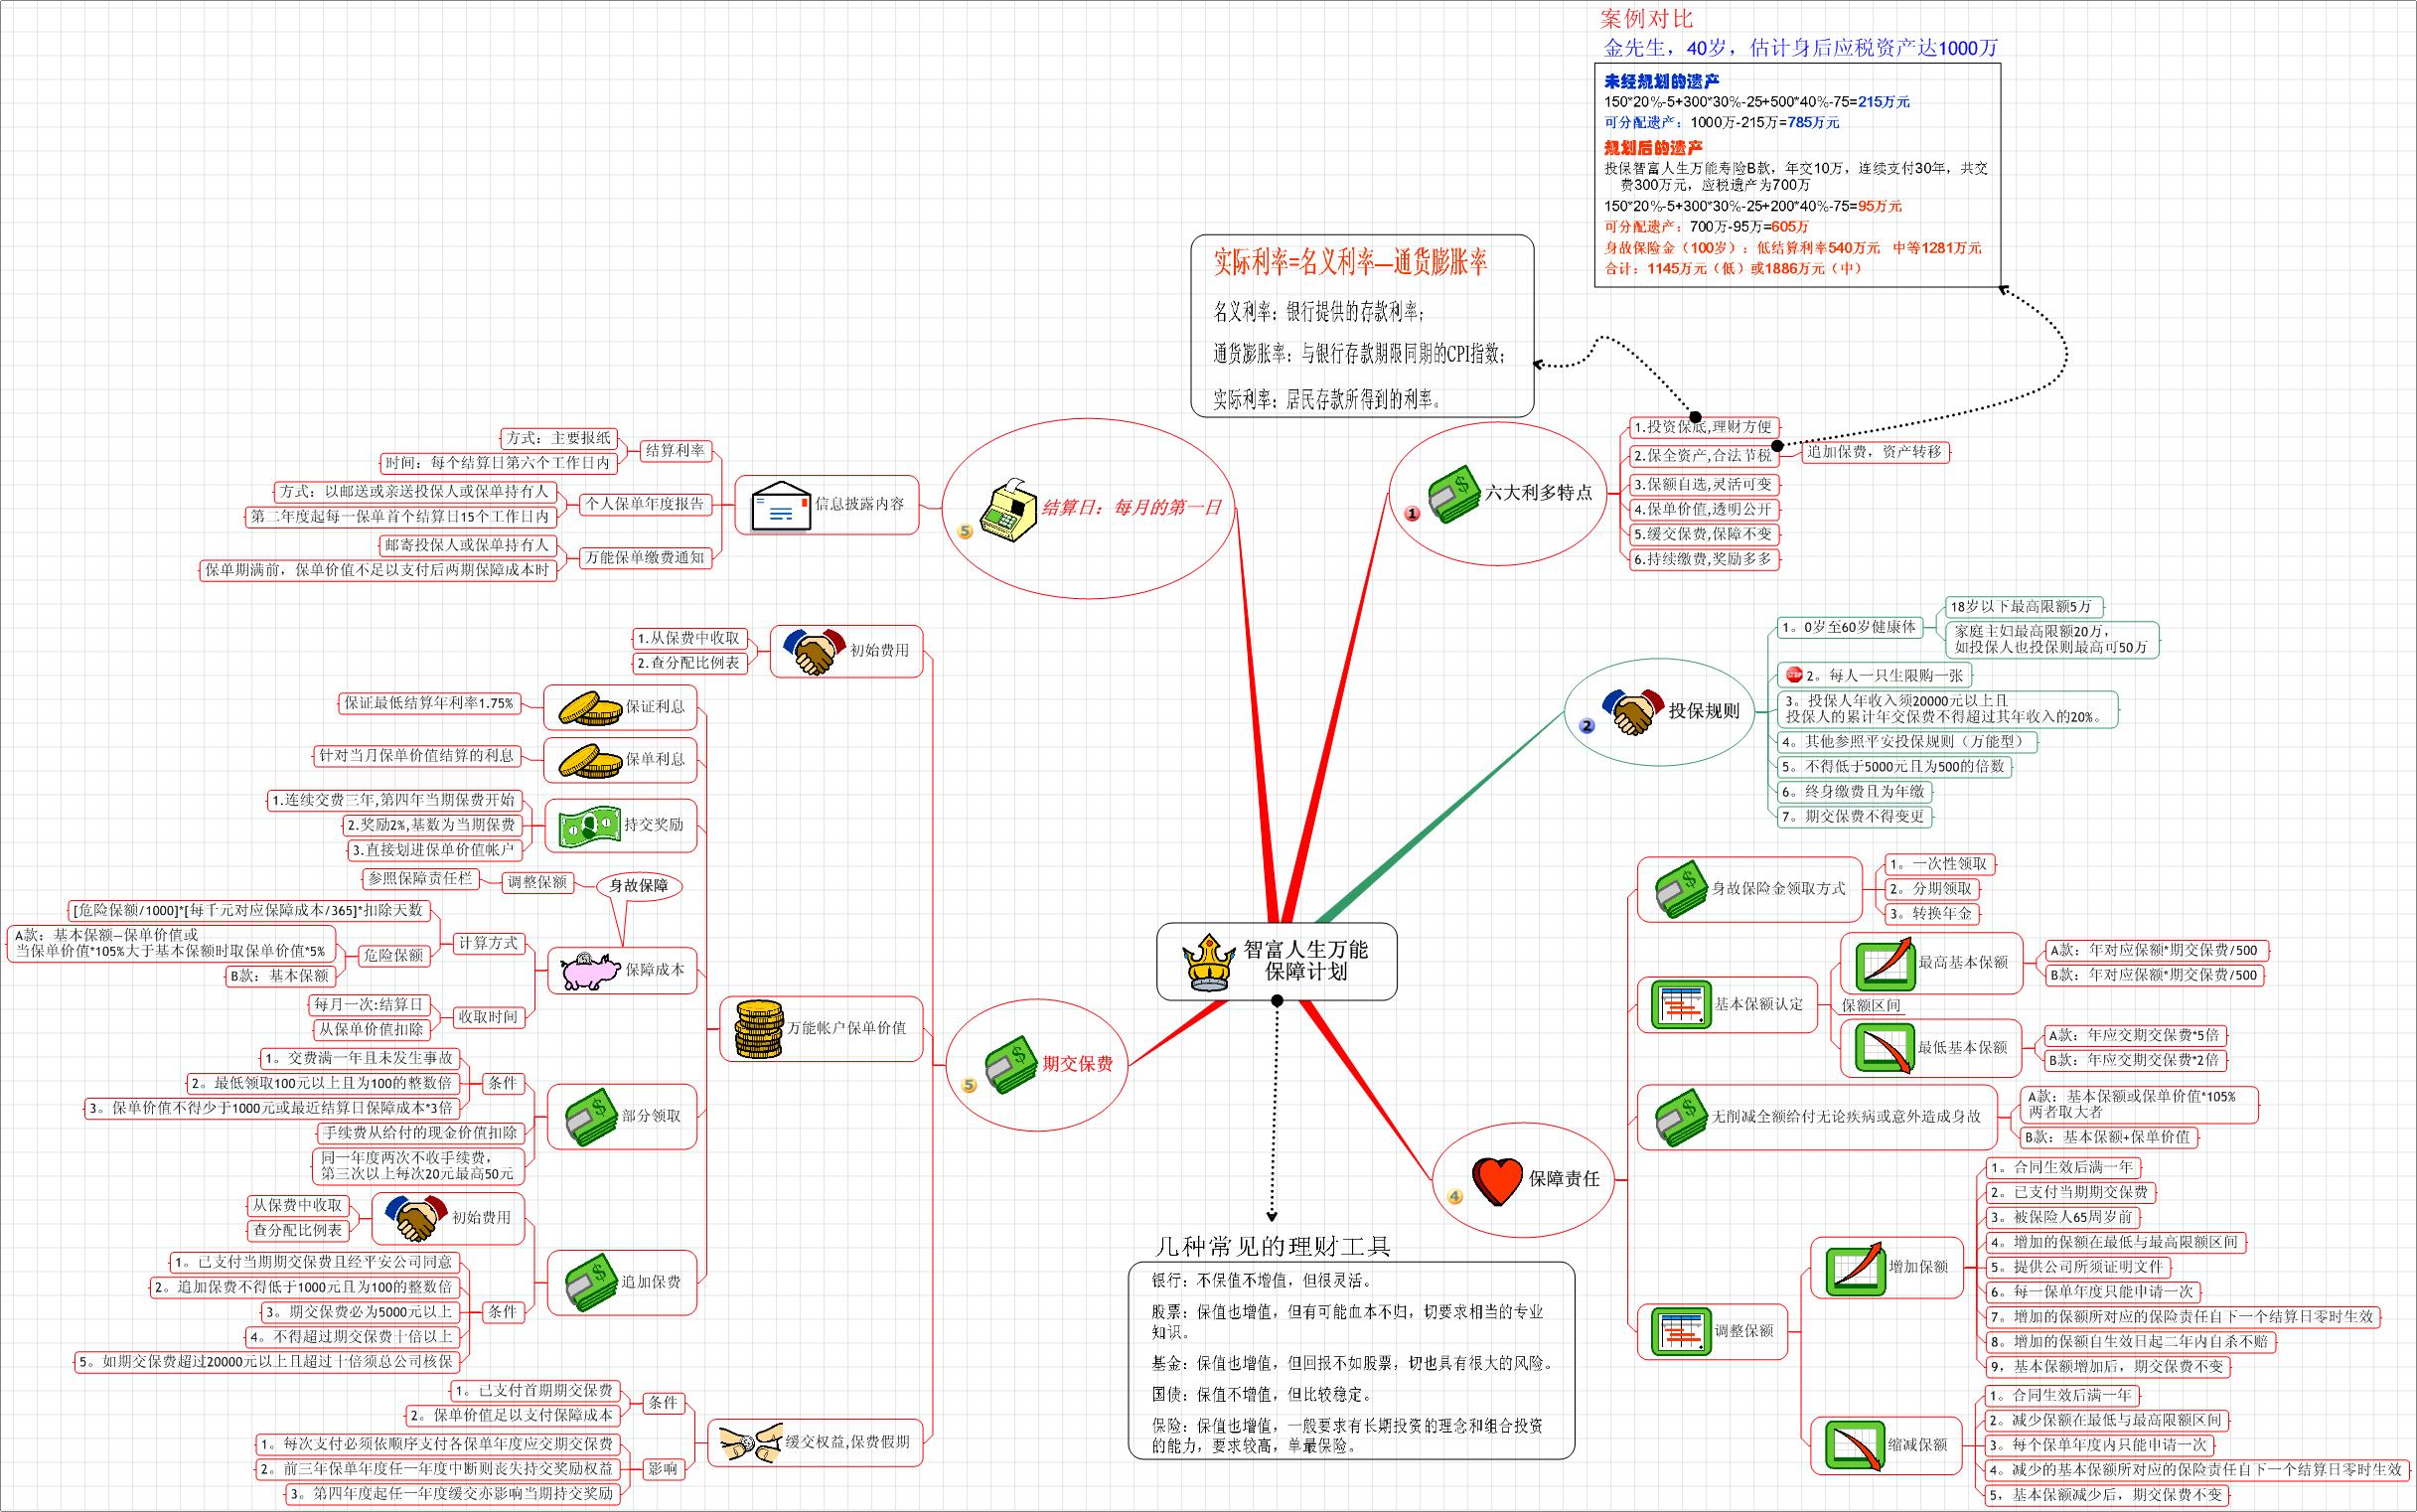 案例对比
金先生，40岁，估计身后应税资产达1000万
未经规划的遗产
150*20%-5+300*30%-25+500*40%-75=215万元
可分配遗产：1000万-215万=785万元
规划后的遗产
投保智富人生万能寿险B款，年交10万，连续支付30年，共交
费300万元，应税遗产为700万
150*20%-5+300*30%-25+200*40%-75=95万元
可分配遗产：700万-95万=605万
身故保险金（100岁）：低结算利率540万元 中等1281万元
合计：1145万元（低）或1886万元（中）
实际利率=名义利率—通货膨胀率
名义利率：银行提供的存款利率；
通货膨胀率：与银行存款期限同期的CPI指数；
实际利率：居民存款所得到的利率。
智富人生万能
保障计划
1
六大利多特点
1.投资保底,理财方便
2.保全资产,合法节税
追加保费，资产转移
3.保额自选,灵活可变
4.保单价值,透明公开
5.缓交保费,保障不变
6.持续缴费,奖励多多
2
投保规则
1。0岁至60岁健康体
18岁以下最高限额5万
家庭主妇最高限额20万，
如投保人也投保则最高可50万
STOP
2。每人一只生限购一张
3。投保人年收入须20000元以上且
投保人的累计年交保费不得超过其年收入的20%。
4。其他参照平安投保规则（万能型）
5。不得低于5000元且为500的倍数
6。终身缴费且为年缴
7。期交保费不得变更
4
保障责任
身故保险金领取方式
1。一次性领取
2。分期领取
3。转换年金
基本保额认定
保额区间
最高基本保额
A款：年对应保额*期交保费/500
B款：年对应保额*期交保费/500
最低基本保额
A款：年应交期交保费*5倍
B款：年应交期交保费*2倍
无削减全额给付无论疾病或意外造成身故
A款：基本保额或保单价值*105%
两者取大者
B款：基本保额+保单价值
调整保额
增加保额
1。合同生效后满一年
2。已支付当期期交保费
3。被保险人65周岁前
4。增加的保额在最低与最高限额区间
5。提供公司所须证明文件
6。每一保单年度只能申请一次
7。增加的保额所对应的保险责任自下一个结算日零时生效
8。增加的保额自生效日起二年内自杀不赔
9，基本保额增加后，期交保费不变
缩减保额
1。合同生效后满一年
2。减少保额在最低与最高限额区间
3。每个保单年度内只能申请一次
4。减少的基本保额所对应的保险责任自下一个结算日零时生效
5，基本保额减少后，期交保费不变
几种常见的理财工具
银行：不保值不增值，但很灵活。
股票：保值也增值，但有可能血本不归，切要求相当的专业
知识。
基金：保值也增值，但回报不如股票，切也具有很大的风险。
国债：保值不增值，但比较稳定。
保险：保值也增值，一般要求有长期投资的理念和组合投资
的能力，要求较高，单最保险。
5
结算日：每月的第一日
信息披露内容
结算利率
方式：主要报纸
时间：每个结算日第六个工作日内
个人保单年度报告
方式：以邮送或亲送投保人或保单持有人
第二年度起每一保单首个结算日15个工作日内
万能保单缴费通知
邮寄投保人或保单持有人
保单期满前，保单价值不足以支付后两期保障成本时
5
期交保费
初始费用
1.从保费中收取
2.查分配比例表
万能帐户保单价值
保证利息
保证最低结算年利率1.75%
保单利息
针对当月保单价值结算的利息
持交奖励
1.连续交费三年,第四年当期保费开始
2.奖励2%,基数为当期保费
3.直接划进保单价值帐户
身故保障
调整保额
参照保障责任栏
保障成本
计算方式
[危险保额/1000]*[每千元对应保障成本/365]*扣除天数
危险保额
A款：基本保额—保单价值或
当保单价值*105%大于基本保额时取保单价值*5%
B款：基本保额
收取时间
每月一次:结算日
从保单价值扣除
部分领取
条件
1。交费满一年且未发生事故
2。最低领取100元以上且为100的整数倍
3。保单价值不得少于1000元或最近结算日保障成本*3倍
手续费从给付的现金价值扣除
同一年度两次不收手续费，
第三次以上每次20元最高50元
追加保费
初始费用
从保费中收取
查分配比例表
条件
1。已支付当期期交保费且经平安公司同意
2。追加保费不得低于1000元且为100的整数倍
3。期交保费必为5000元以上
4。不得超过期交保费十倍以上
5。如期交保费超过20000元以上且超过十倍须总公司核保
缓交权益,保费假期
条件
1。已支付首期期交保费
2。保单价值足以支付保障成本
影响
1。每次支付必须依顺序支付各保单年度应交期交保费
2。前三年保单年度任一年度中断则丧失持交奖励权益
3。第四年度起任一年度缓交亦影响当期持交奖励